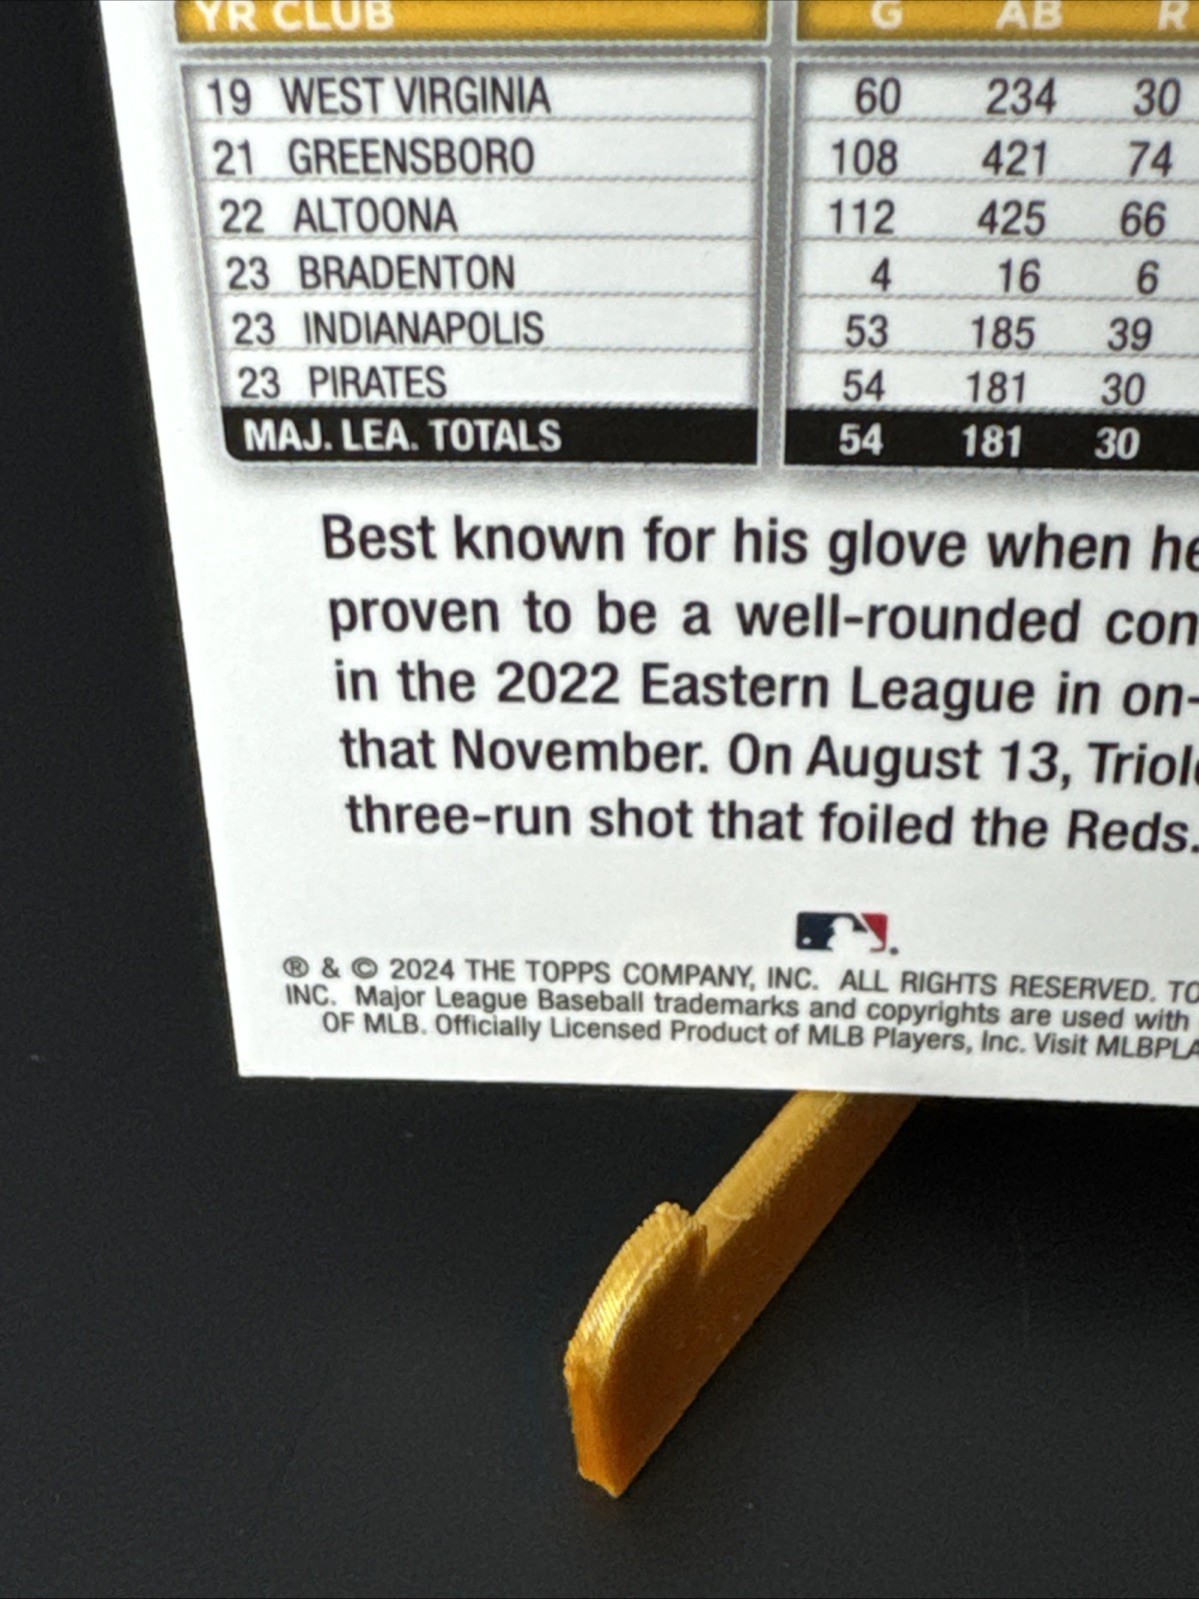 YR CLUB G AB R
19 WEST VIRGINIA 60 234 30
21 GREENSBORO 108 421 74
22 ALTOONA 112 425 66
23 BRADENTON 4 16 6
23 INDIANAPOLIS 53 185 39
23 PIRATES 54 181 30
MAJ. LEA. TOTALS 54 181 30
Best known for his glove when he
proven to be a well-rounded con
in the 2022 Eastern League in on-
that November. On August 13, Triol
three-run shot that foiled the Reds.
® & © 2024 THE TOPPS COMPANY, INC. ALL RIGHTS RESERVED. TO
INC. Major League Baseball trademarks and copyrights are used with
OF MLB. Officially Licensed Product of MLB Players, Inc. Visit MLBPLA